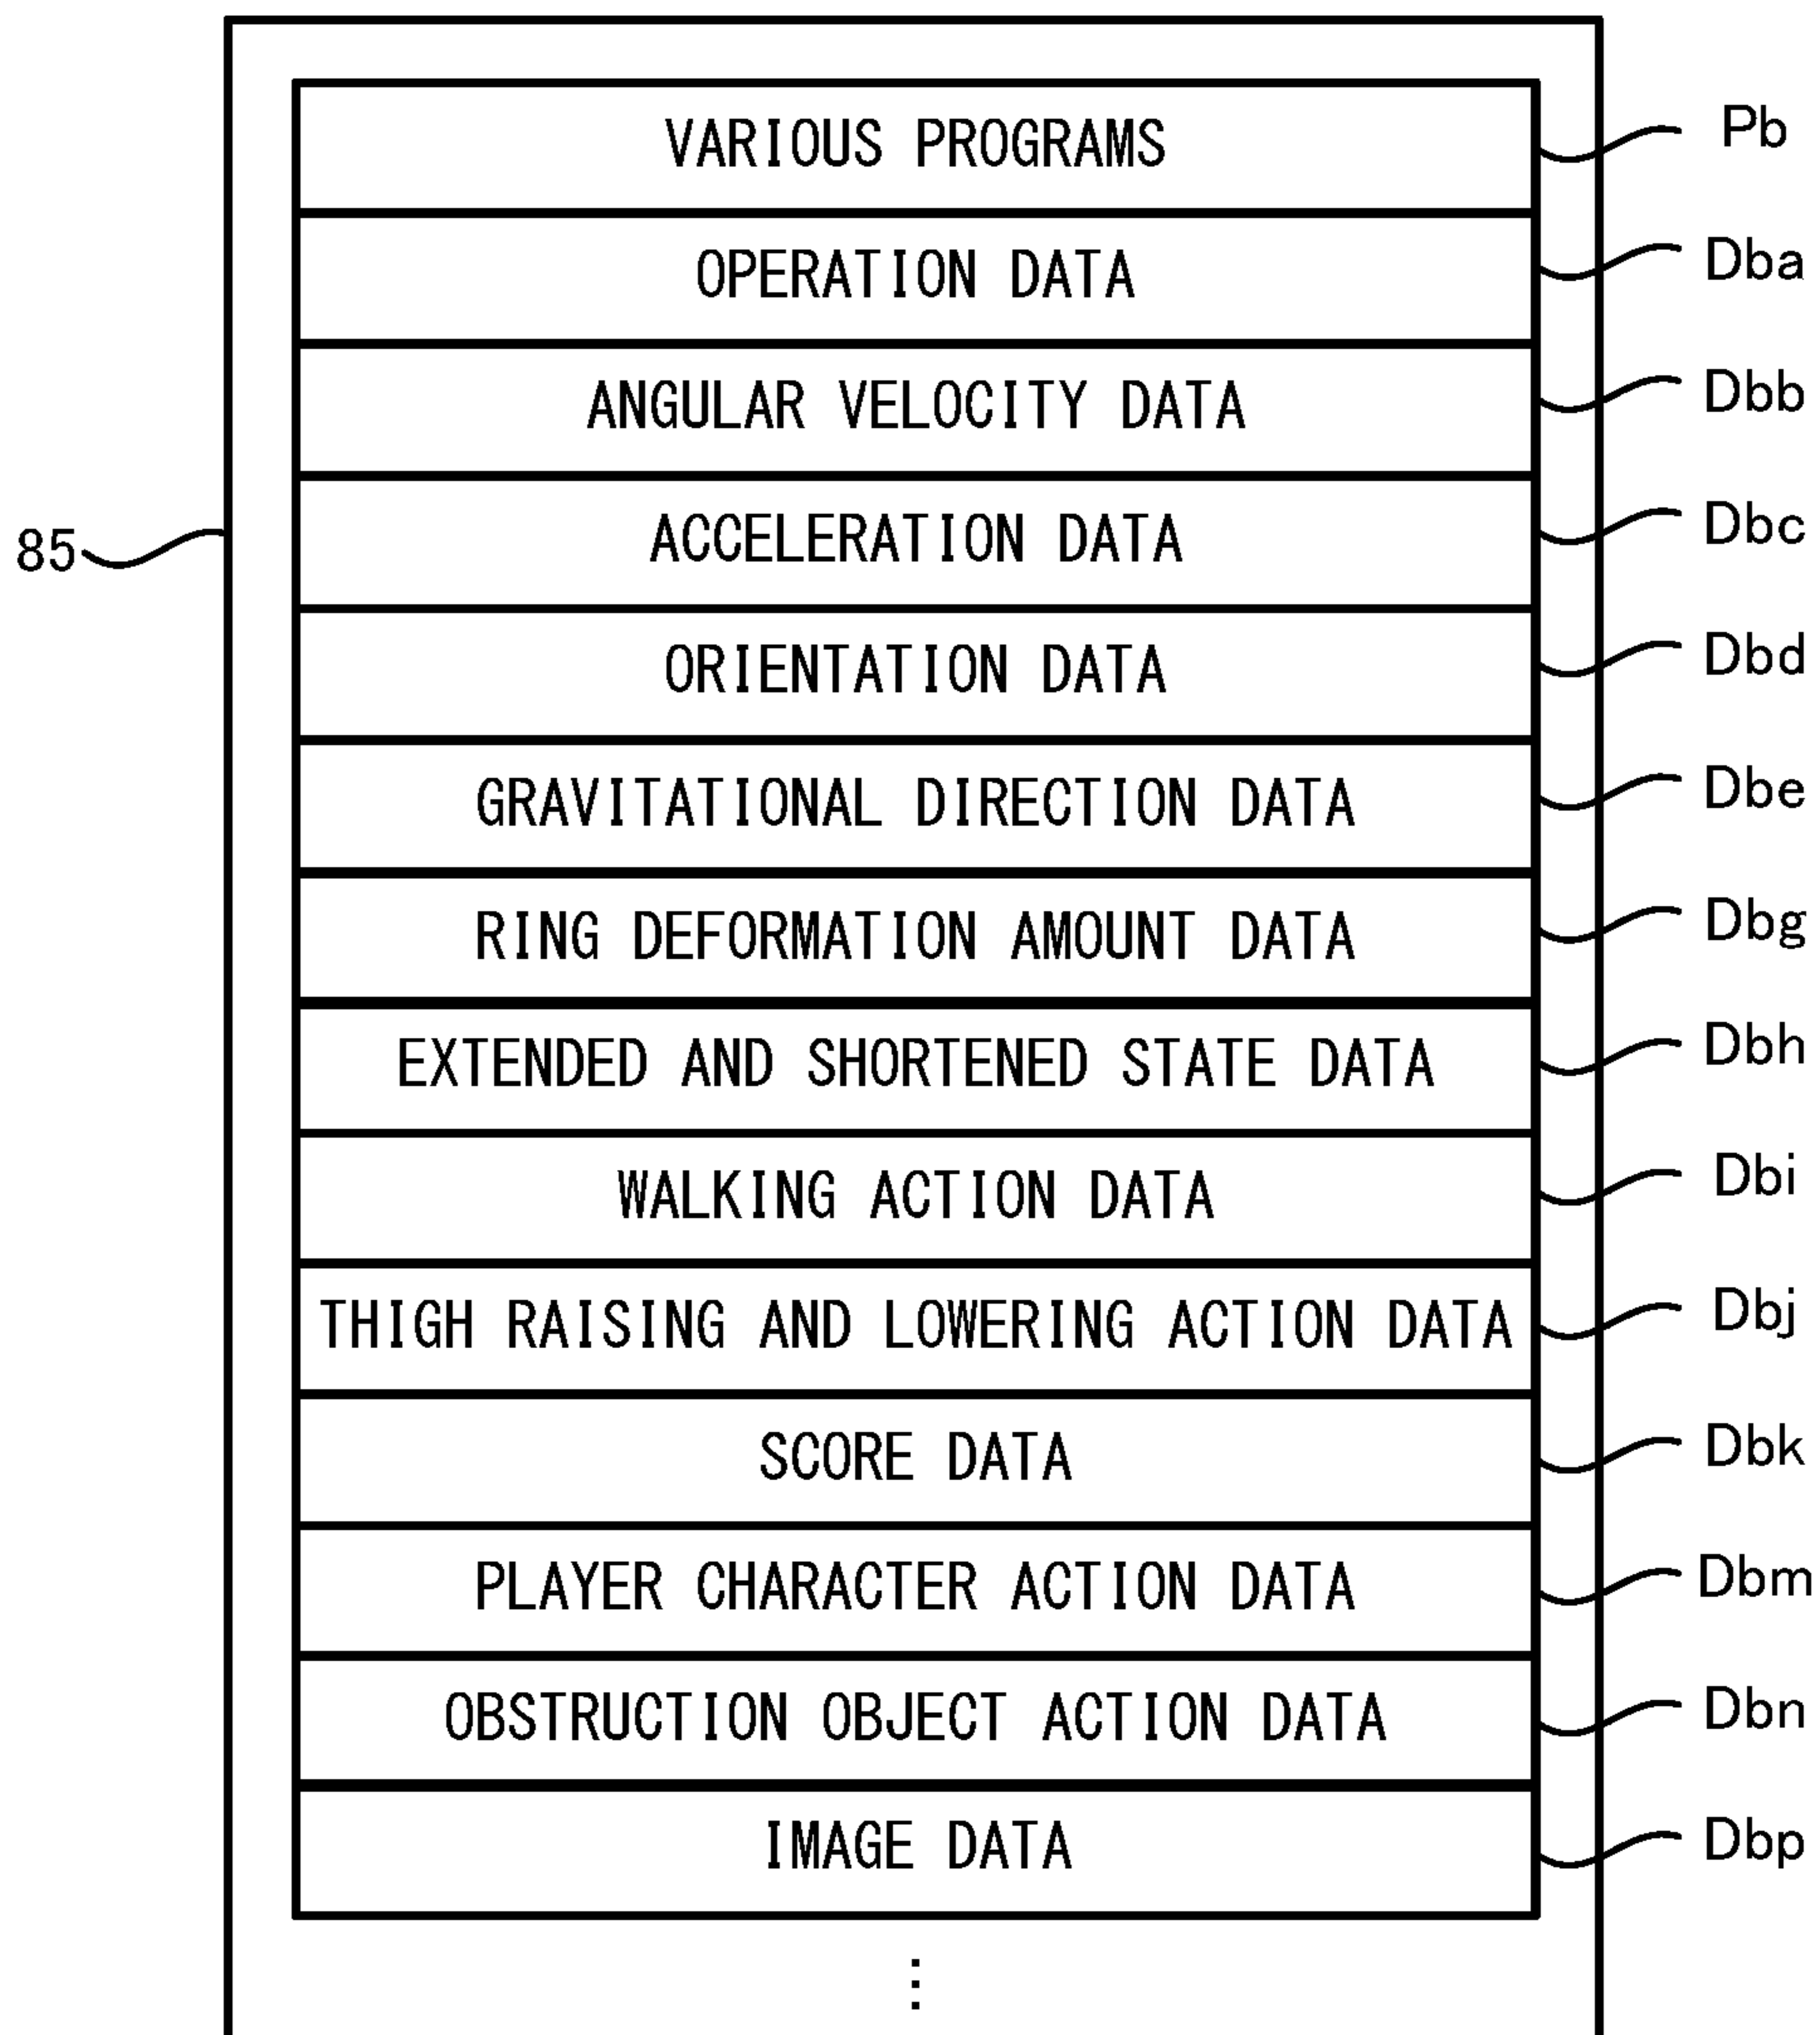 VARIOUS PROGRAMS Pb
OPERATION DATA Dba
ANGULAR VELOCITY DATA Dbb
ACCELERATION DATA Dbc
85
ORIENTATION DATA Dbd
GRAVITATIONAL DIRECTION DATA Dbe
RING DEFORMATION AMOUNT DATA Dbg
EXTENDED AND SHORTENED STATE DATA Dbh
WALKING ACTION DATA Dbi
THIGH RAISING AND LOWERING ACTION DATA Dbj
SCORE DATA Dbk
PLAYER CHARACTER ACTION DATA Dbm
OBSTRUCTION OBJECT ACTION DATA Dbn
IMAGE DATA Dbp
⋮